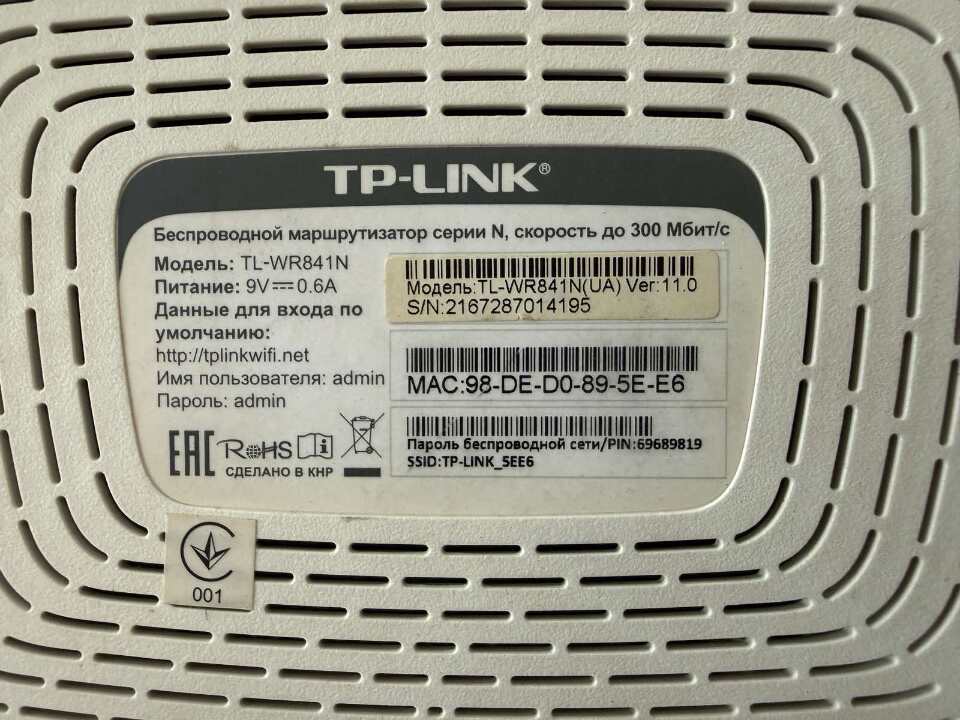 TP-LINK®
Беспроводной маршрутизатор серии N, скорость до 300 Мбит/с
Модель: TL-WR841N
Питание: 9V⎓0.6A
Данные для входа по
умолчанию:
http://tplinkwifi.net
Имя пользователя: admin
Пароль: admin
Модель:TL-WR841N(UA) Ver:11.0
S/N:2167287014195
MAC:98-DE-D0-89-5E-E6
Пароль беспроводной сети/PIN:69689819
SSID:TP-LINK_5EE6
EAC RoHS
СДЕЛАНО В КНР
001